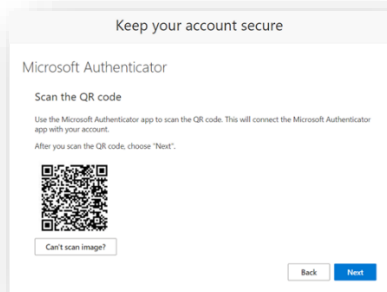 Keep your account secure
Microsoft Authenticator
Scan the QR code
Use the Microsoft Authenticator app to scan the QR code. This will connect the Microsoft Authenticator
app with your account.
After you scan the QR code, choose "Next".
Can't scan image?
Back Next